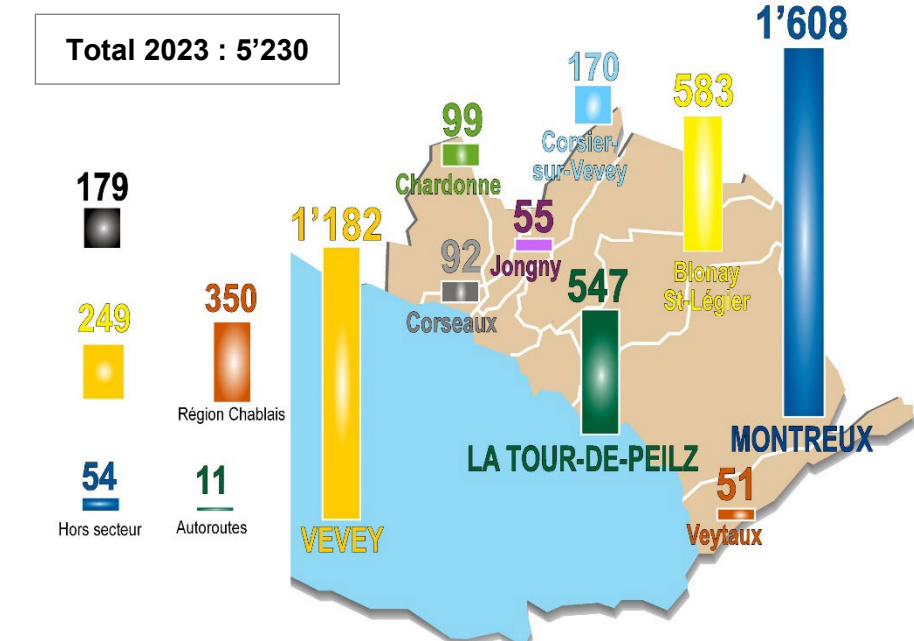 Total 2023 : 5’230
1’608
170
583
99
Corsier-
sur-Vevey
Chardonne
179
1’182
55
92
Jongny
Blonay
St-Légier
547
350
249
Corseaux
Région Chablais
MONTREUX
LA TOUR-DE-PEILZ
54
11
51
Hors secteur
Autoroutes
VEVEY
Veytaux